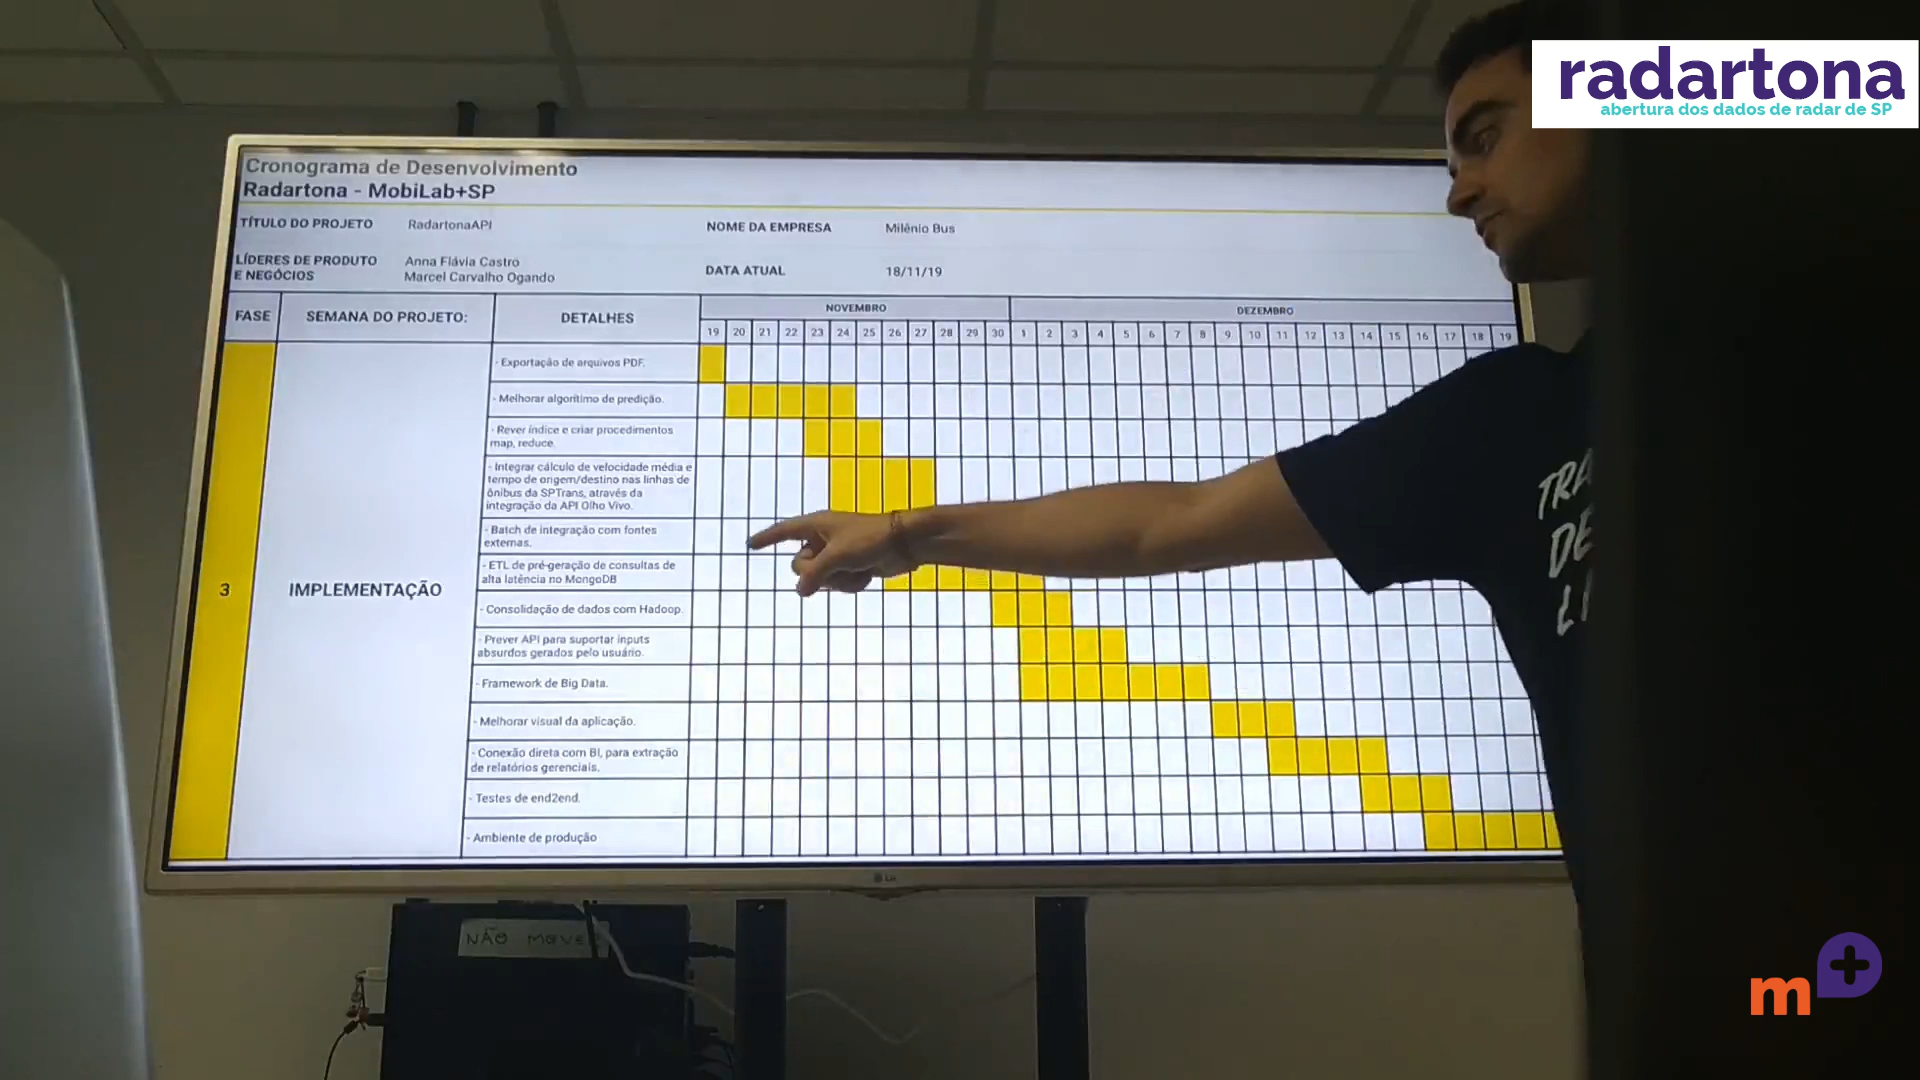 radartona
abertura dos dados de radar de SP
Cronograma de Desenvolvimento
Radartona - MobiLab+SP
TÍTULO DO PROJETO RadartonaAPI NOME DA EMPRESA Milênio Bus
LÍDERES DE PRODUTO E NEGÓCIOS
Anna Flávia Castro
Marcel Carvalho Ogando
DATA ATUAL 18/11/19
FASE SEMANA DO PROJETO: DETALHES NOVEMBRO DEZEMBRO
19 20 21 22 23 24 25 26 27 28 29 30 1 2 3 4 5 6 7 8 9 10 11 12 13 14 15 16 17 18 19
3 IMPLEMENTAÇÃO
- Exportação de arquivos PDF.
- Melhorar algorítimo de predição.
- Rever índice e criar procedimentos
map, reduce.
- Integrar cálculo de velocidade média e
tempo de origem/destino nas linhas de
ônibus da SPTrans, através da
integração da API Olho Vivo.
- Batch de integração com fontes
externas.
- ETL de pré-geração de consultas de
alta latência no MongoDB
- Consolidação de dados com Hadoop.
- Prever API para suportar inputs
absurdos gerados pelo usuário.
- Framework de Big Data.
- Melhorar visual da aplicação.
- Conexão direta com BI, para extração
de relatórios gerenciais.
- Testes de end2end.
- Ambiente de produção
LG
NÃO MOVE
DE
m+